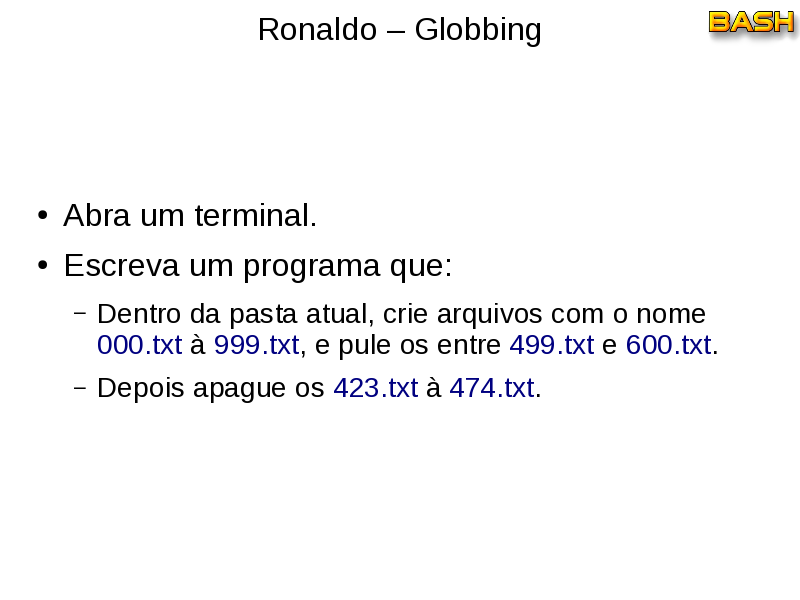 Ronaldo – Globbing
BASH
● Abra um terminal.
● Escreva um programa que:
– Dentro da pasta atual, crie arquivos com o nome
000.txt à 999.txt, e pule os entre 499.txt e 600.txt.
– Depois apague os 423.txt à 474.txt.